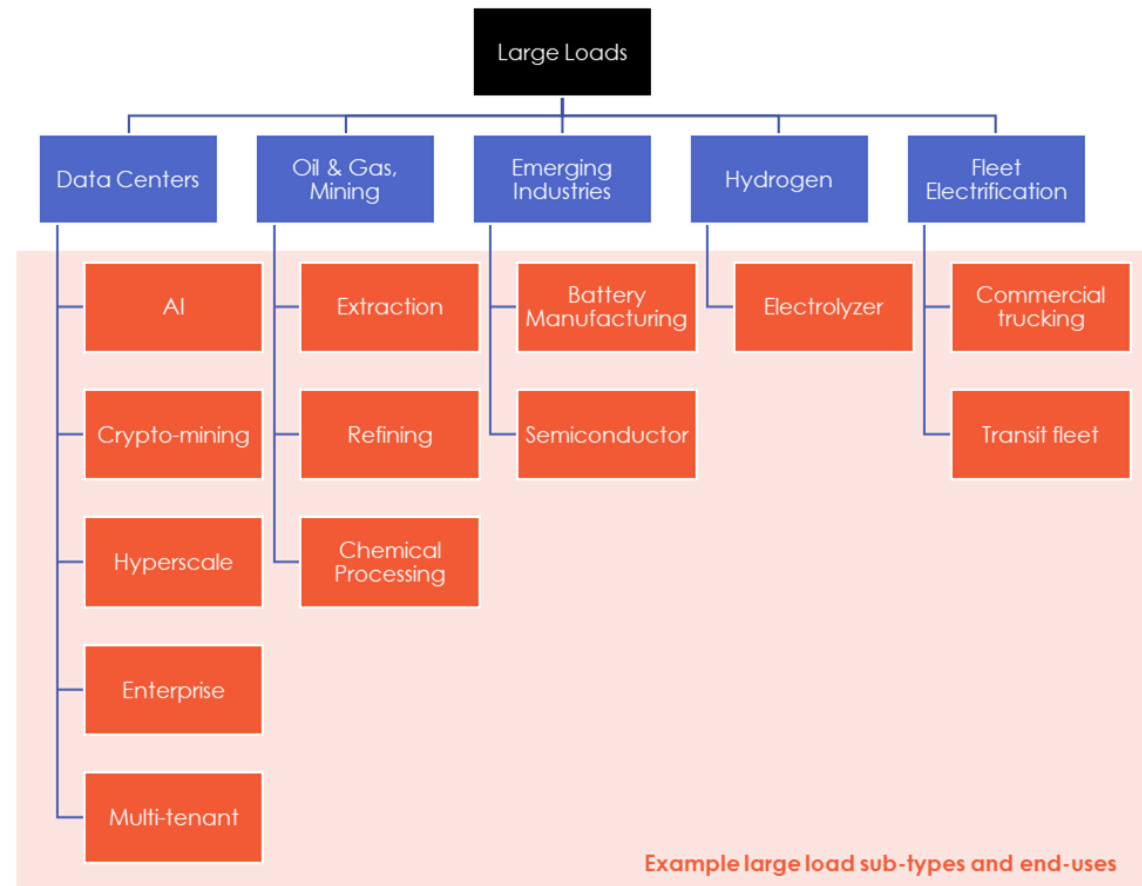 Large Loads
Data Centers
Oil & Gas,
Mining
Emerging
Industries
Hydrogen
Fleet
Electrification
AI
Extraction
Battery
Manufacturing
Electrolyzer
Commercial
trucking
Crypto-mining
Refining
Semiconductor
Transit fleet
Hyperscale
Chemical
Processing
Enterprise
Multi-tenant
Example large load sub-types and end-uses